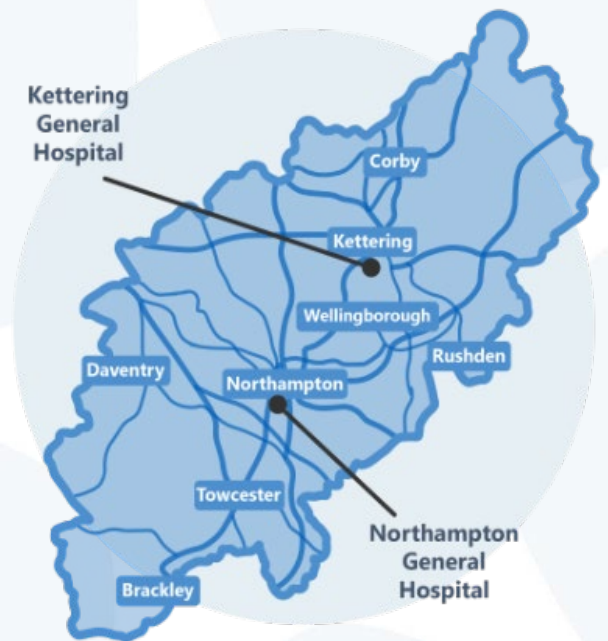 Kettering
General
Hospital
Corby
Kettering
Wellingborough
Rushden
Daventry
Northampton
Towcester
Northampton
General
Hospital
Brackley